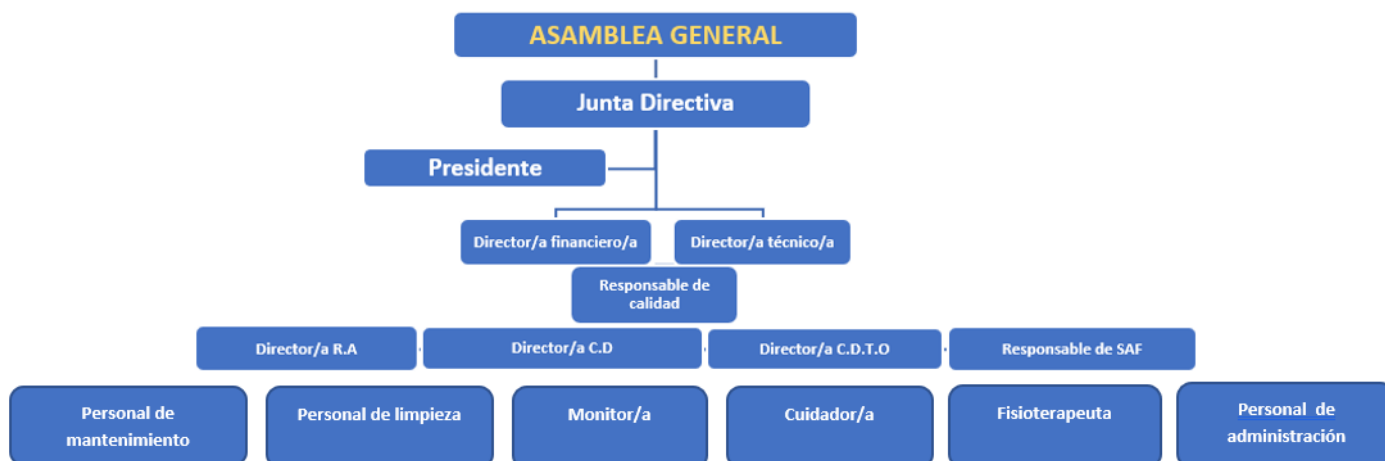 ASAMBLEA GENERAL
Junta Directiva
Presidente
Director/a financiero/a
Director/a técnico/a
Responsable de
calidad
Director/a R.A
Director/a C.D
Director/a C.D.T.O
Responsable de SAF
Personal de
mantenimiento
Personal de limpieza
Monitor/a
Cuidador/a
Fisioterapeuta
Personal de
administración